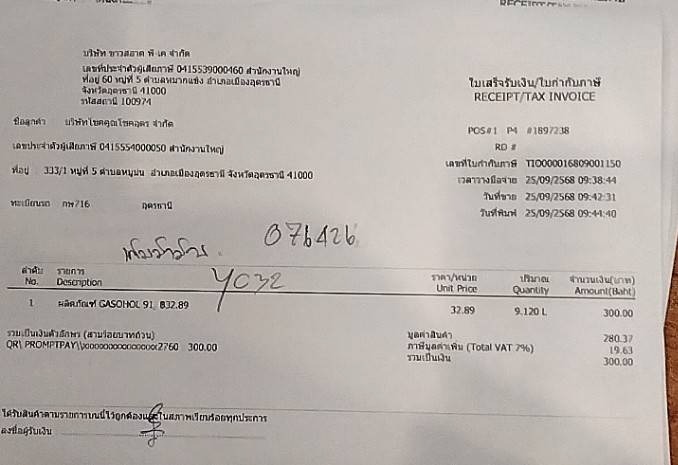 บริษัท ขาวสอาด พี.เค จำกัด
เลขที่ประจำตัวผู้เสียภาษี 0415539000460 สำนักงานใหญ่
ที่อยู่ 60 หมู่ที่ 5 ตำบลหมากแข้ง อำเภอเมืองอุดรธานี
จังหวัดอุดรธานี 41000
รหัสสถานี 100974
ใบเสร็จรับเงิน/ใบกำกับภาษี
RECEIPT/TAX INVOICE
ชื่อลูกค้า บริษัทโชคคูณโชคอุดร จำกัด
POS#1 P4 #1897238
เลขประจำตัวผู้เสียภาษี 0415554000050 สำนักงานใหญ่
RD #
เลขที่ใบกำกับภาษี TIO000016809001150
ที่อยู่ 333/1 หมู่ที่ 5 ตำบลหมูม่น อำเภอเมืองอุดรธานี จังหวัดอุดรธานี 41000
เวลาวางมือจ่าย 25/09/2568 09:38:44
วันที่ขาย 25/09/2568 09:42:31
ทะเบียนรถ กพ716 อุดรธานี
วันที่พิมพ์ 25/09/2568 09:44:40
076426
YC32
ลำดับ รายการ ราคา/หน่วย ปริมาณ จำนวนเงิน(บาท)
No. Description Unit Price Quantity Amount(Baht)
1 ผลิตภัณฑ์ GASOHOL 91, ฿32.89 32.89 9.120 L 300.00
รวมเป็นเงินตัวอักษร (สามร้อยบาทถ้วน) มูลค่าสินค้า 280.37
QR\ PROMPTPAY\ 2760 300.00 ภาษีมูลค่าเพิ่ม (Total VAT 7%) 19.63
รวมเป็นเงิน 300.00
ได้รับสินค้าตามรายการบนนี้ไว้ถูกต้องและในสภาพเรียบร้อยทุกประการ
ลงชื่อผู้รับเงิน